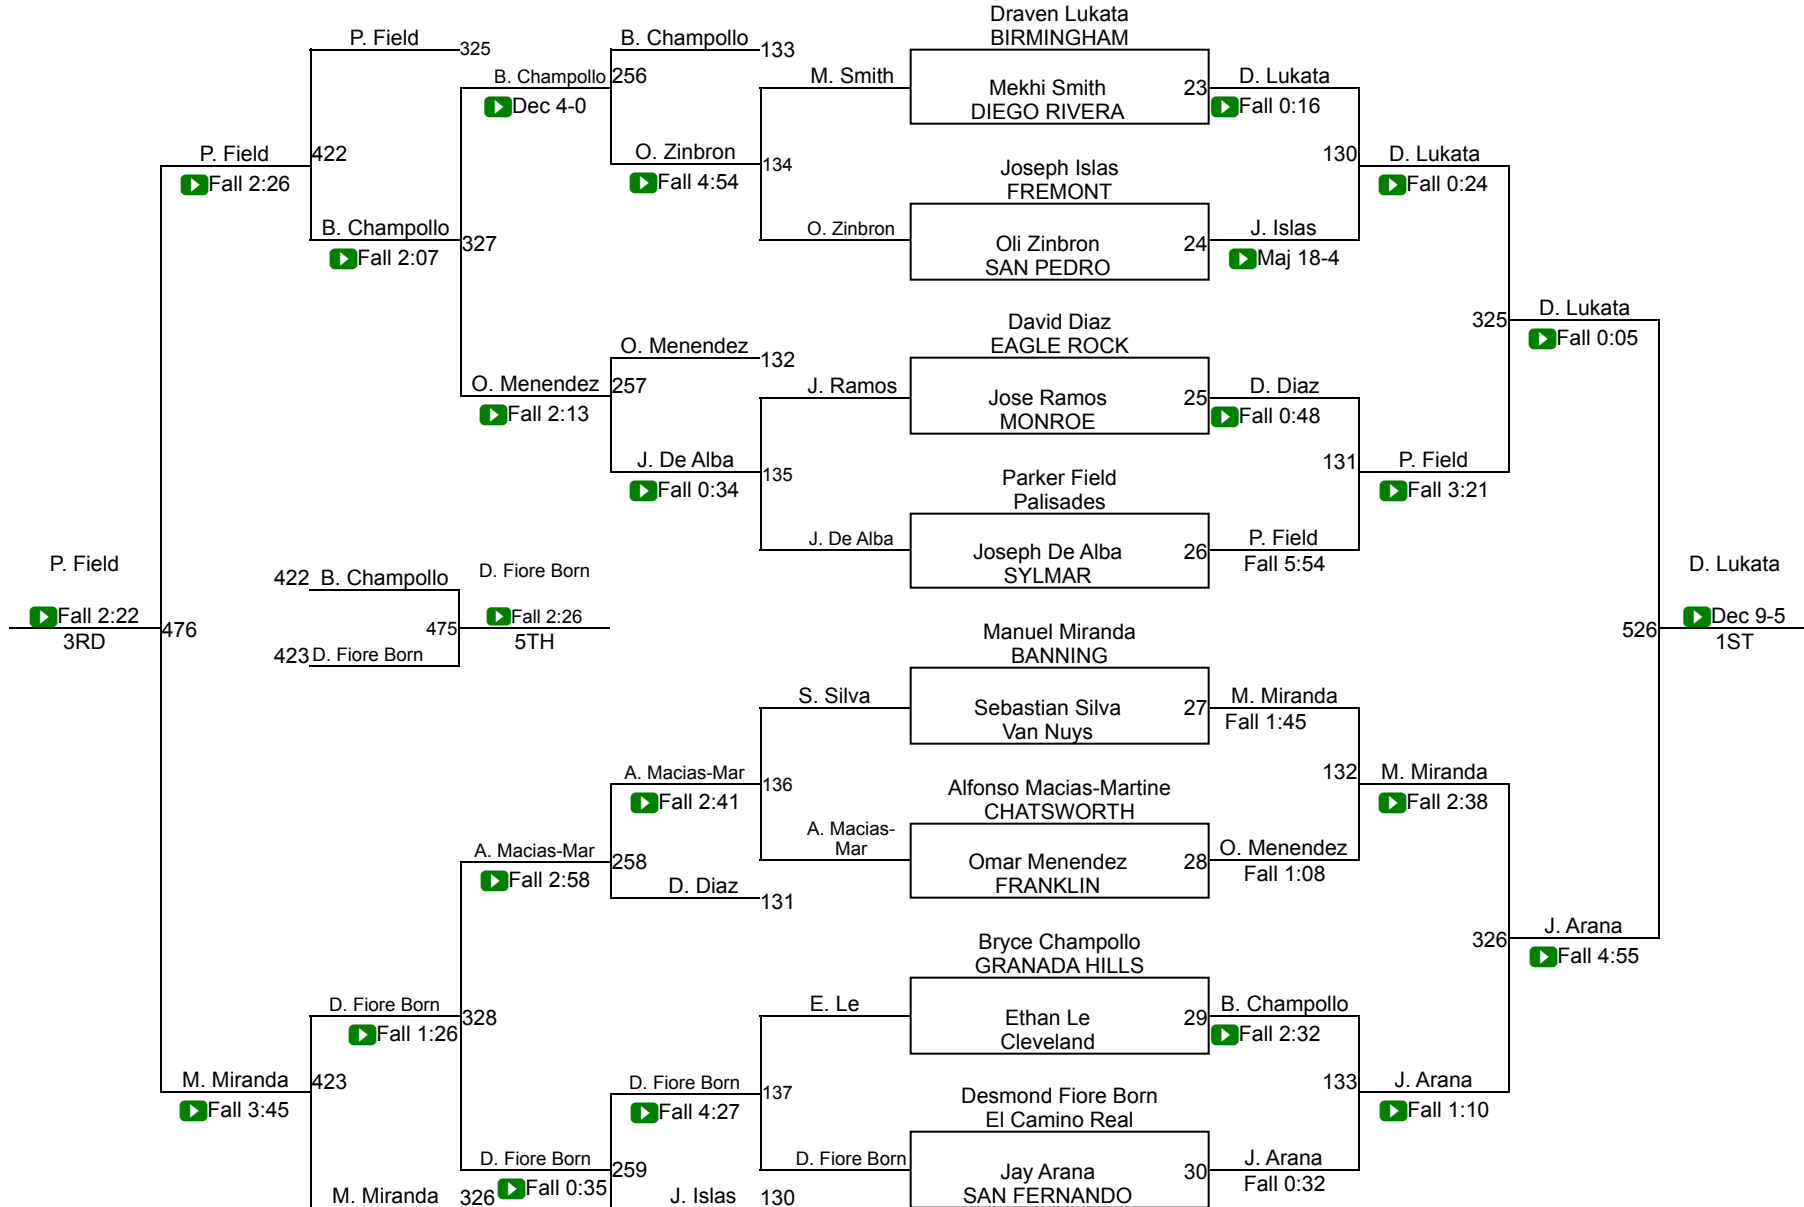 Draven Lukata
BIRMINGHAM
P. Field
325
B. Champollo
133
B. Champollo
256
Dec 4-0
M. Smith
Mekhi Smith
DIEGO RIVERA
23
D. Lukata
Fall 0:16
P. Field
422
Fall 2:26
O. Zinbron
134
Fall 4:54
Joseph Islas
FREMONT
130
D. Lukata
Fall 0:24
B. Champollo
327
Fall 2:07
O. Zinbron
Oli Zinbron
SAN PEDRO
24
J. Islas
Maj 18-4
David Diaz
EAGLE ROCK
325
D. Lukata
Fall 0:05
O. Menendez
132
O. Menendez
257
Fall 2:13
J. Ramos
Jose Ramos
MONROE
25
D. Diaz
Fall 0:48
J. De Alba
135
Fall 0:34
Parker Field
Palisades
131
P. Field
Fall 3:21
J. De Alba
Joseph De Alba
SYLMAR
26
P. Field
Fall 5:54
P. Field
Fall 2:22
3RD
476
422
B. Champollo
D. Fiore Born
475
Fall 2:26
5TH
423
D. Fiore Born
D. Lukata
526
Dec 9-5
1ST
Manuel Miranda
BANNING
S. Silva
Sebastian Silva
Van Nuys
27
M. Miranda
Fall 1:45
A. Macias-Mar
136
Fall 2:41
Alfonso Macias-Martine
CHATSWORTH
132
M. Miranda
Fall 2:38
A. Macias-Mar
258
Fall 2:58
D. Diaz
131
A. Macias-
Mar
Omar Menendez
FRANKLIN
28
O. Menendez
Fall 1:08
Bryce Champollo
GRANADA HILLS
326
J. Arana
Fall 4:55
D. Fiore Born
328
Fall 1:26
E. Le
Ethan Le
Cleveland
29
B. Champollo
Fall 2:32
M. Miranda
423
Fall 3:45
D. Fiore Born
137
Fall 4:27
Desmond Fiore Born
El Camino Real
133
J. Arana
Fall 1:10
D. Fiore Born
259
Fall 0:35
D. Fiore Born
Jay Arana
SAN FERNANDO
30
J. Arana
Fall 0:32
M. Miranda
326
J. Islas
130